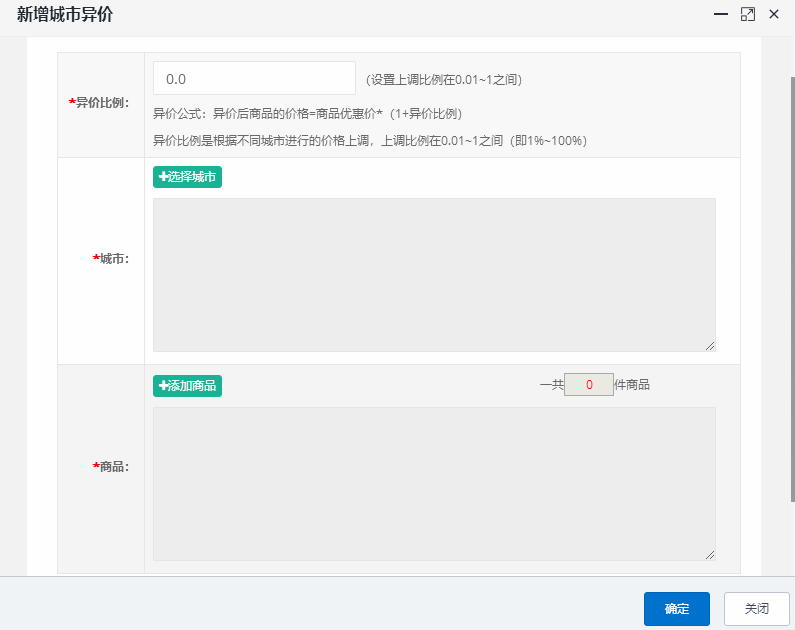 新增城市异价
*异价比例：
0.0
（设置上调比例在0.01~1之间）
异价公式：异价后商品的价格=商品优惠价*（1+异价比例）
异价比例是根据不同城市进行的价格上调，上调比例在0.01~1之间（即1%~100%）
选择城市
*城市：
添加商品
一共 0 件商品
*商品：
确定
关闭